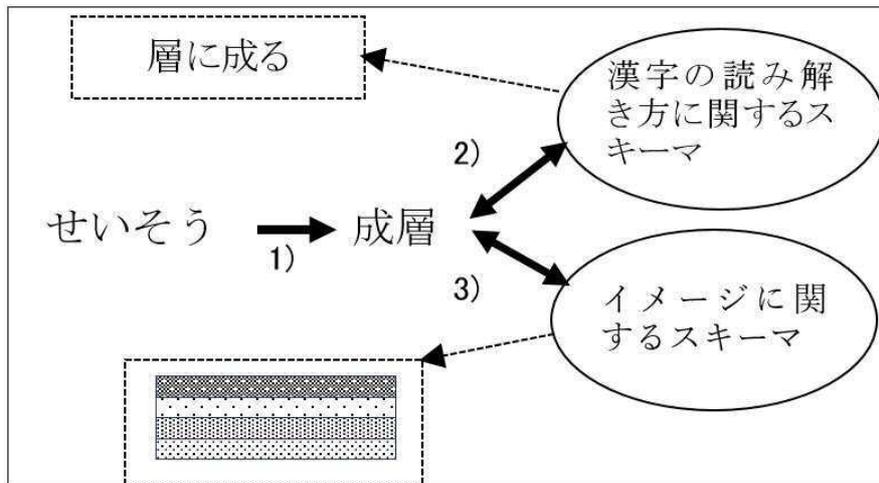 層に成る
漢字の読み解
き方に関するス
キーマ
2)
せいそう
1)
成層
3)
イメージに関
するスキーマ